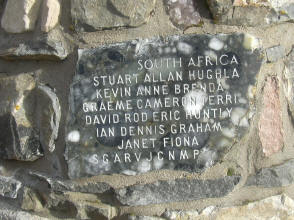 SOUTH AFRICA
STUART ALLAN HUGHLA
KEVIN ANNE BRENDA
GRAEME CAMERON TERRI
DAVID ROD ERIC HUNTLY
IAN DENNIS GRAHAM
JANET FIONA
S G A R V J C N M P